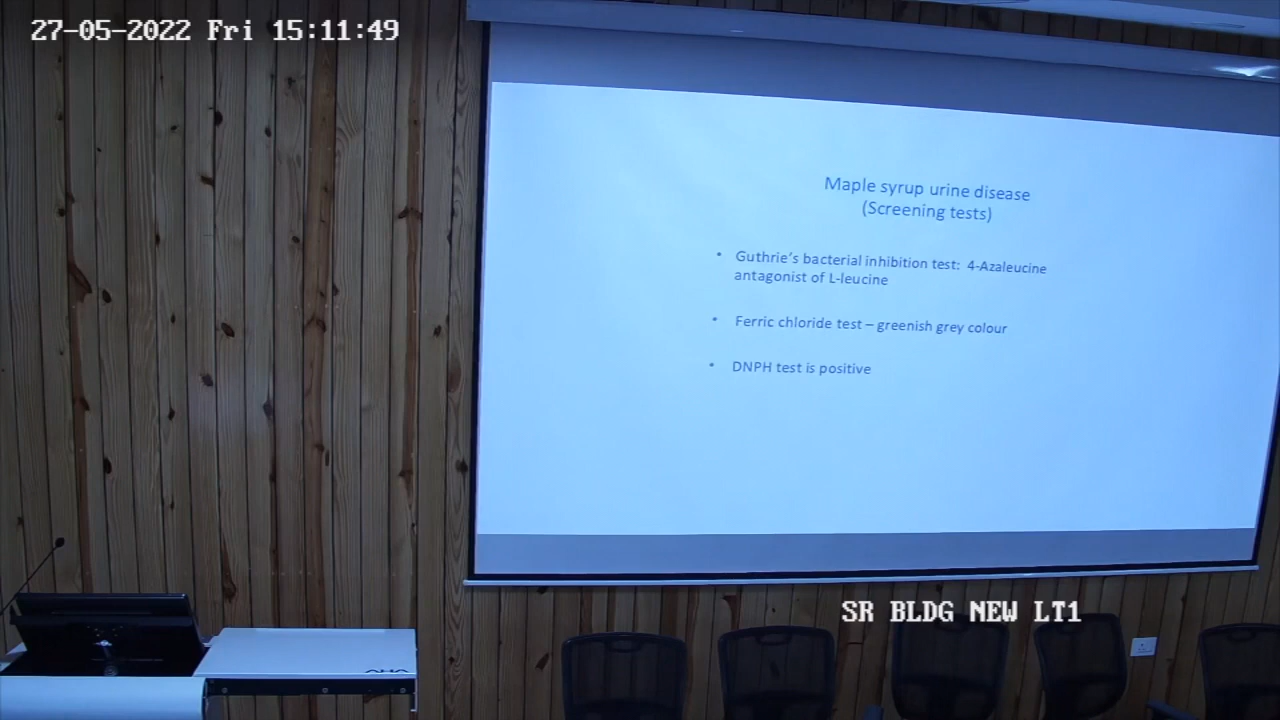 27-05-2022 Fri 15:11:49
Maple syrup urine disease
(Screening tests)
• Guthrie's bacterial inhibition test: 4-Azaleucine
antagonist of L-leucine
• Ferric chloride test – greenish grey colour
• DNPH test is positive
SR BLDG NEW LT1
AHA